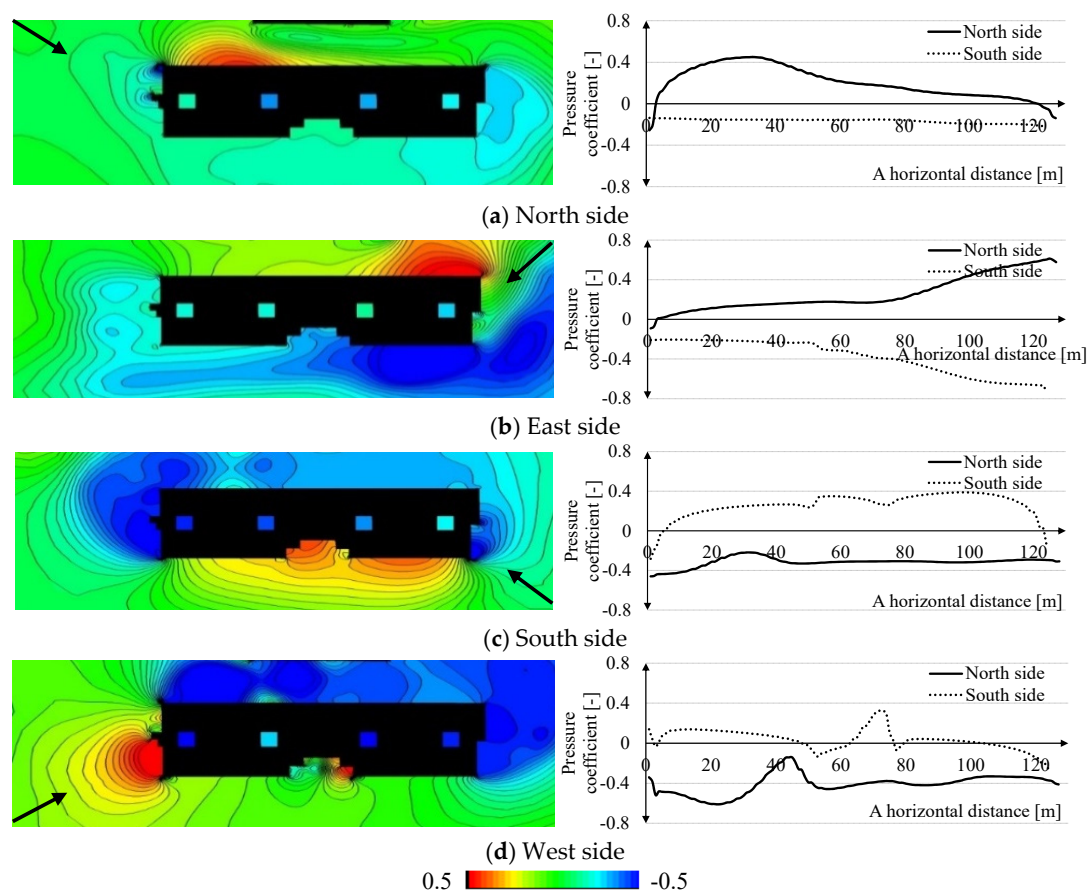 0.8
North side
South side
0.4
0
0 20 40 60 80 100 120
-0.4
-0.8
Pressure
coefficient [-]
A horizontal distance [m]
(a) North side
0.8
North side
South side
0.4
0
0 20 40 60 80 100 120
-0.4
-0.8
Pressure
coefficient [-]
A horizontal distance [m]
(b) East side
0.8
North side
South side
0.4
0
0 20 40 60 80 100 120
-0.4
-0.8
Pressure
coefficient [-]
A horizontal distance [m]
(c) South side
0.8
North side
South side
0.4
0
0 20 40 60 80 100 120
-0.4
-0.8
Pressure
coefficient [-]
A horizontal distance [m]
(d) West side
0.5 -0.5